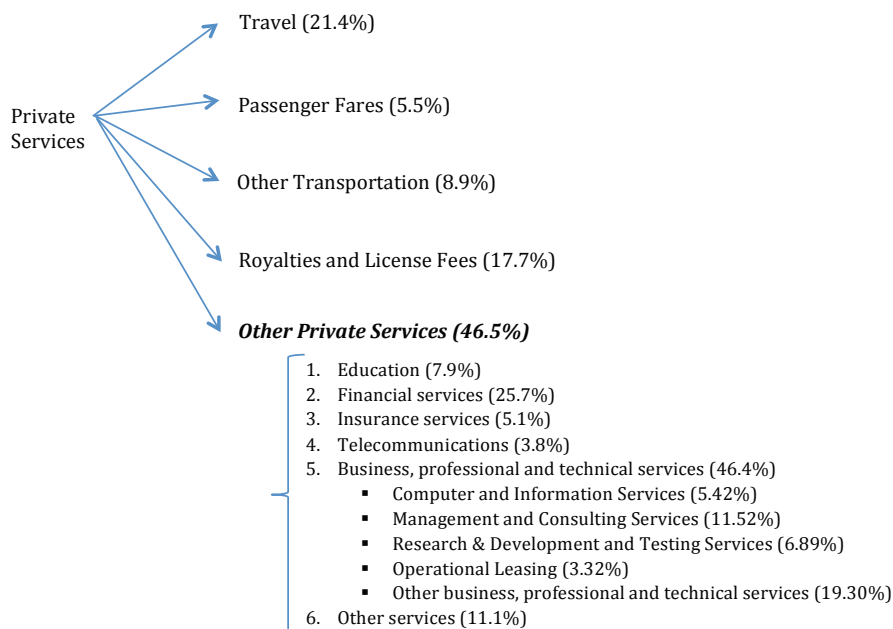 Travel (21.4%)
Private
Services
Passenger Fares (5.5%)
Other Transportation (8.9%)
Royalties and License Fees (17.7%)
Other Private Services (46.5%)
1. Education (7.9%)
2. Financial services (25.7%)
3. Insurance services (5.1%)
4. Telecommunications (3.8%)
5. Business, professional and technical services (46.4%)
▪ Computer and Information Services (5.42%)
▪ Management and Consulting Services (11.52%)
▪ Research & Development and Testing Services (6.89%)
▪ Operational Leasing (3.32%)
▪ Other business, professional and technical services (19.30%)
6. Other services (11.1%)